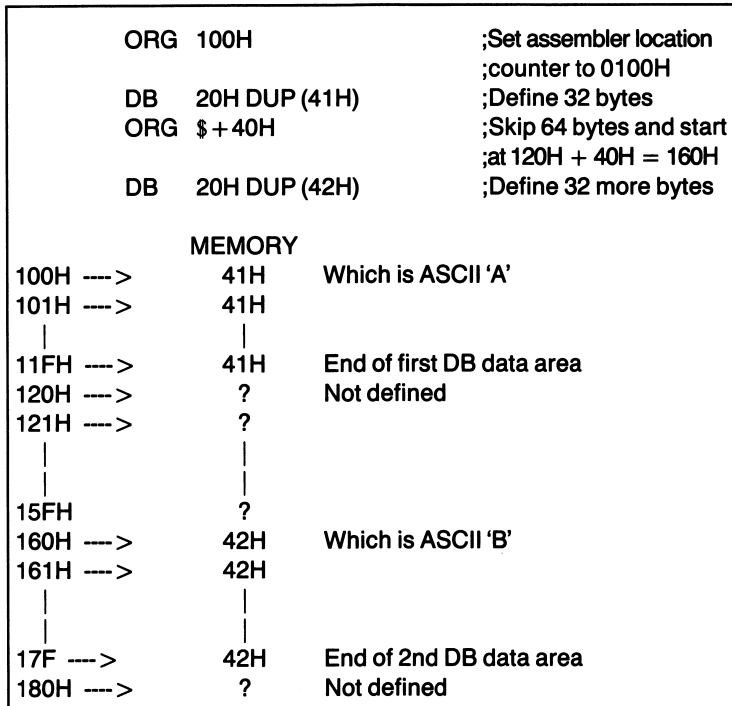 ORG 100H ;Set assembler location
;counter to 0100H
DB 20H DUP (41H) ;Define 32 bytes
ORG $+40H ;Skip 64 bytes and start
;at 120H + 40H = 160H
DB 20H DUP (42H) ;Define 32 more bytes
MEMORY
100H ----> 41H Which is ASCII ‘A’
101H ----> 41H
| |
11FH ----> 41H End of first DB data area
120H ----> ? Not defined
121H ----> ?
| |
| |
15FH ?
160H ----> 42H Which is ASCII ‘B’
161H ----> 42H
| |
| |
17F ----> 42H End of 2nd DB data area
180H ----> ? Not defined